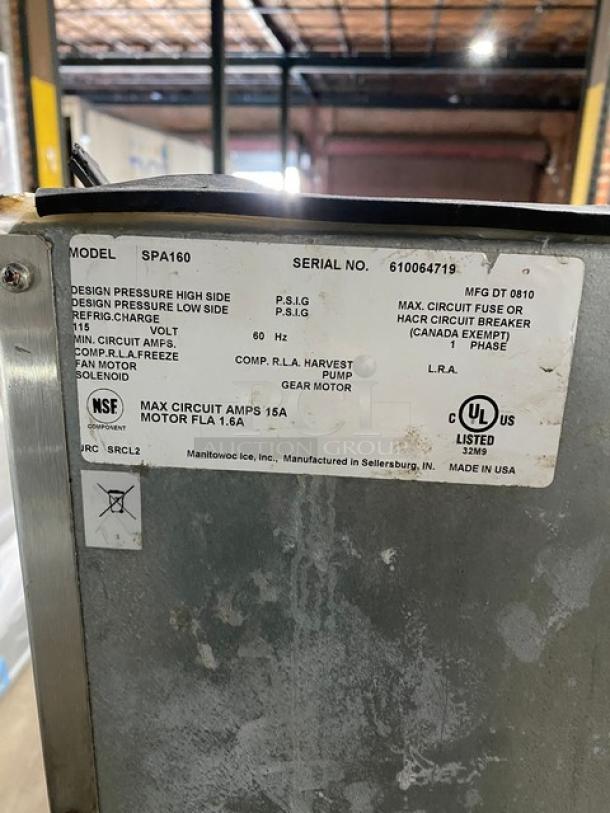 MODEL SPA160
SERIAL NO. 610064719
MFG DT 0810
DESIGN PRESSURE HIGH SIDE P.S.I.G
DESIGN PRESSURE LOW SIDE P.S.I.G
REFRIG.CHARGE
MAX. CIRCUIT FUSE OR
HACR CIRCUIT BREAKER
(CANADA EXEMPT)
115 VOLT 60 Hz 1 PHASE
MIN. CIRCUIT AMPS.
COMP.R.L.A.FREEZE COMP. R.L.A. HARVEST L.R.A.
FAN MOTOR PUMP
SOLENOID GEAR MOTOR
NSF
COMPONENT
MAX CIRCUIT AMPS 15A
MOTOR FLA 1.6A
C UL US
LISTED
32M9
JRC SRCL2
Manitowoc Ice, Inc., Manufactured in Sellersburg, IN. MADE IN USA
PCI
AUCTION GROUP